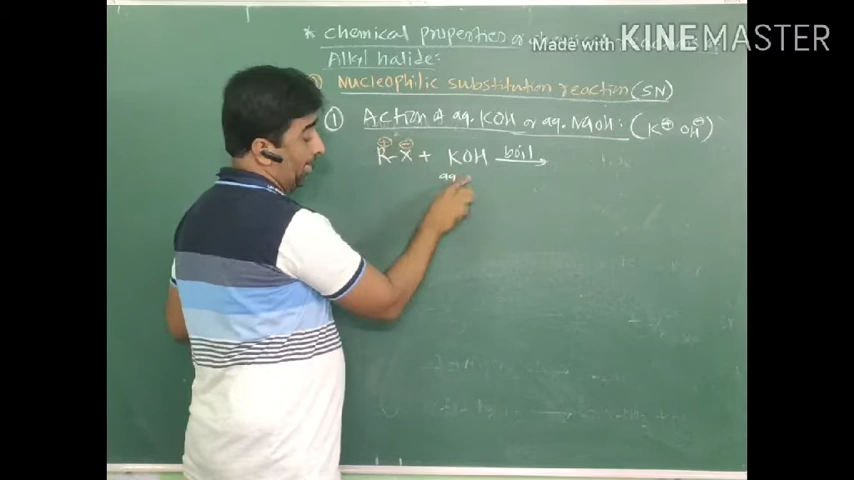 * Chemical properties or
Made with KINEMASTER
Alkyl halide:
Nucleophilic substitution reaction (SN)
① Action of aq. KOH or aq. NaOH: (K⊕ OH⊖)
⊕ ⊖
R-X + KOH boil →
aq